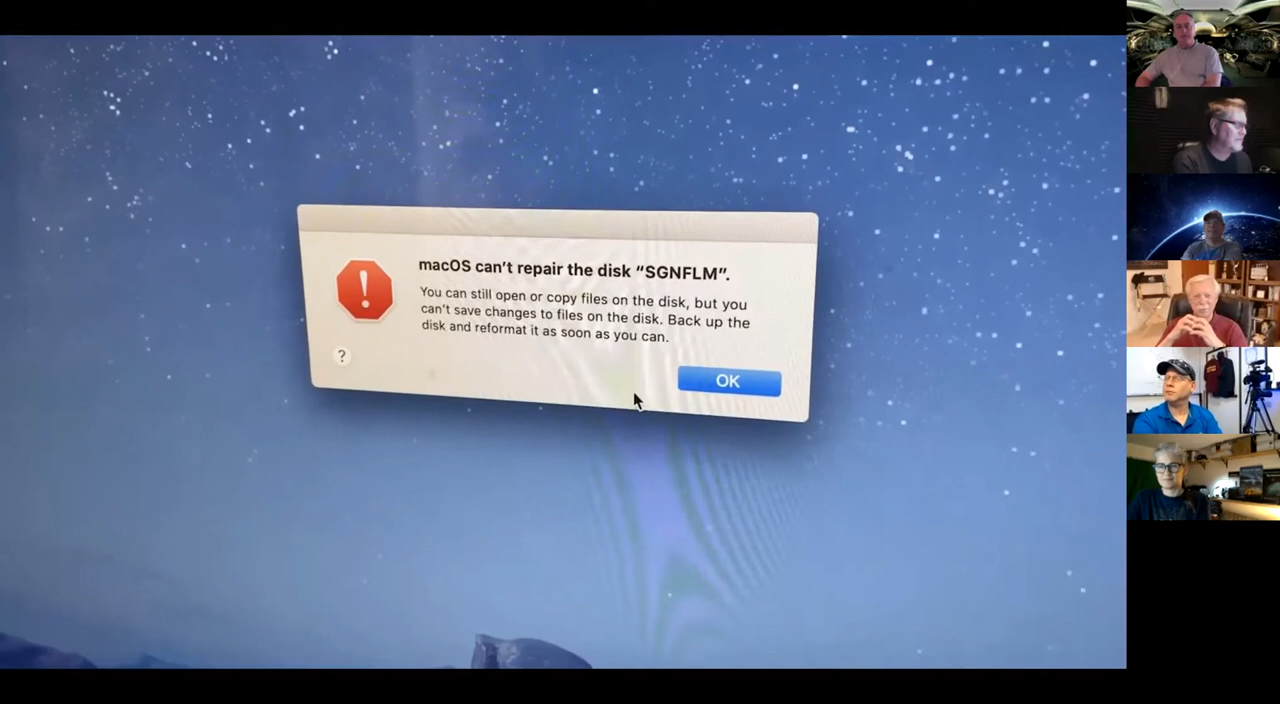 macOS can’t repair the disk “SGNFLM”.
You can still open or copy files on the disk, but you
can’t save changes to files on the disk. Back up the
disk and reformat it as soon as you can.
?
OK